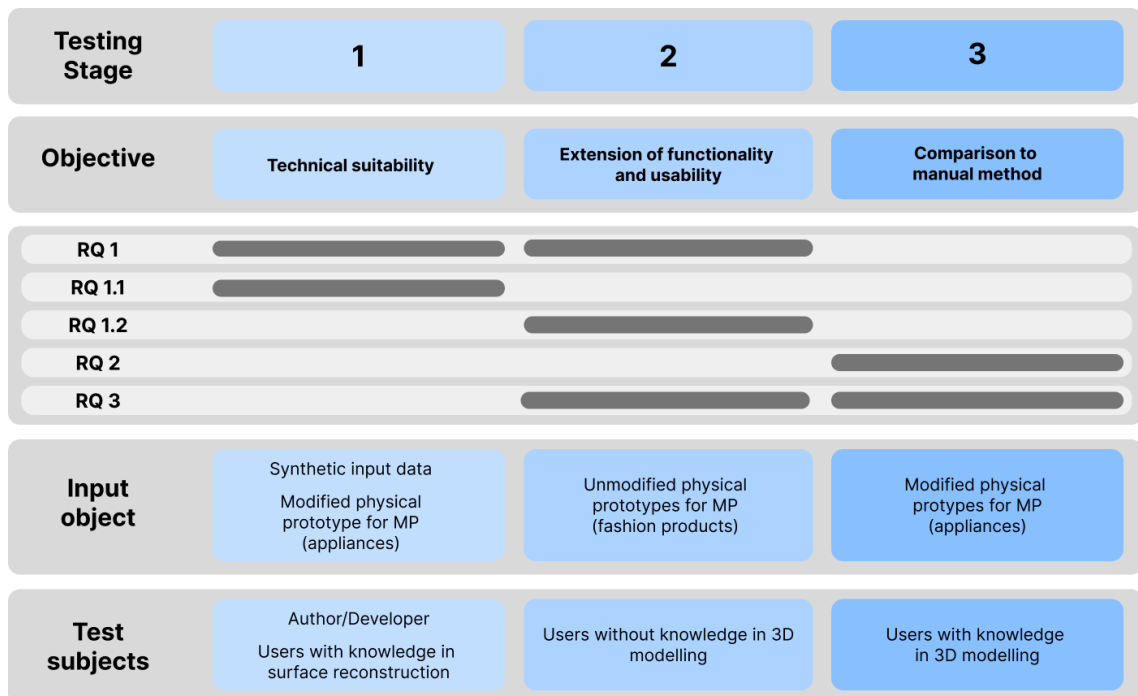 Testing
Stage
1
2
3
Objective
Technical suitability
Extension of functionality
and usability
Comparison to
manual method
RQ 1
RQ 1.1
RQ 1.2
RQ 2
RQ 3
Input
object
Synthetic input data
Modified physical
prototype for MP
(appliances)
Unmodified physical
prototypes for MP
(fashion products)
Modified physical
protypes for MP
(appliances)
Test
subjects
Author/Developer
Users with knowledge in
surface reconstruction
Users without knowledge in 3D
modelling
Users with knowledge
in 3D modelling